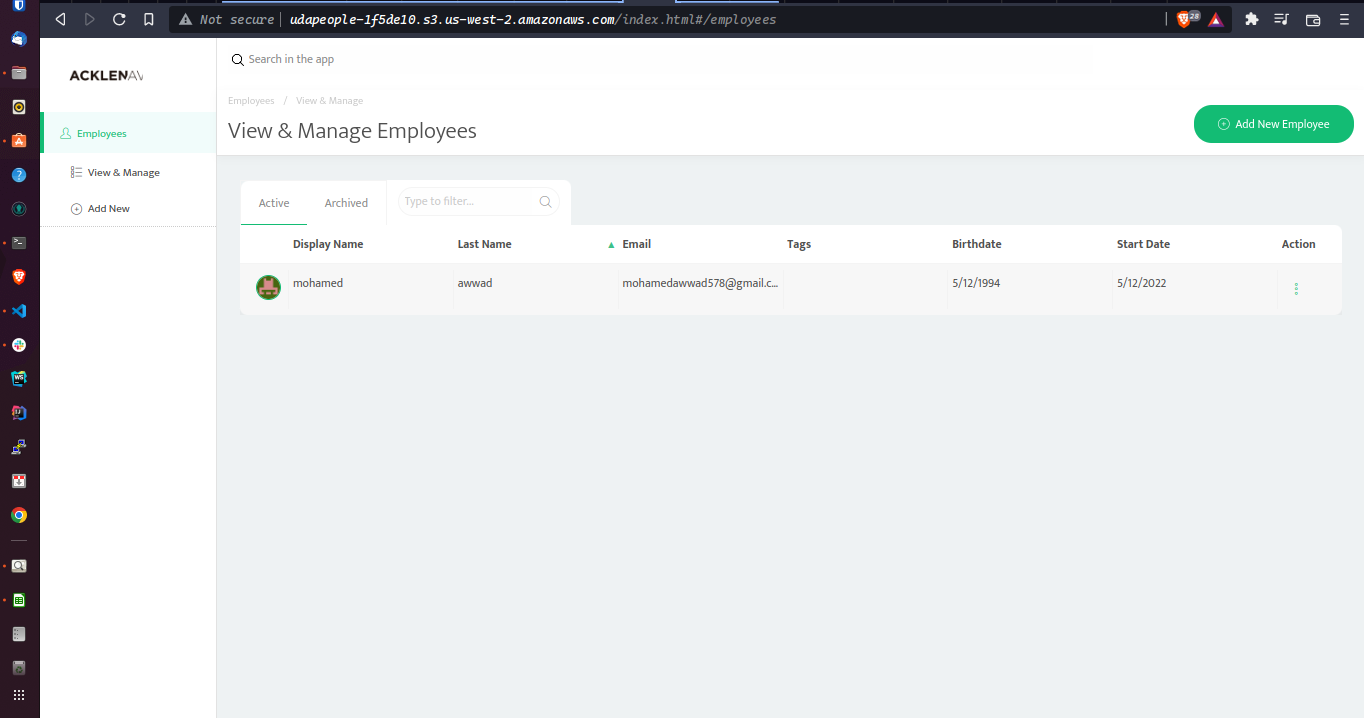 Not secure udapeople-1f5de10.s3.us-west-2.amazonaws.com/index.html#/employees 28
ACKLENAV
Search in the app
Employees / View & Manage
View & Manage Employees
Add New Employee
Employees
View & Manage
Add New
Active Archived Type to filter...
Display Name Last Name Email Tags Birthdate Start Date Action
mohamed awwad mohamedawwad578@gmail.c... 5/12/1994 5/12/2022